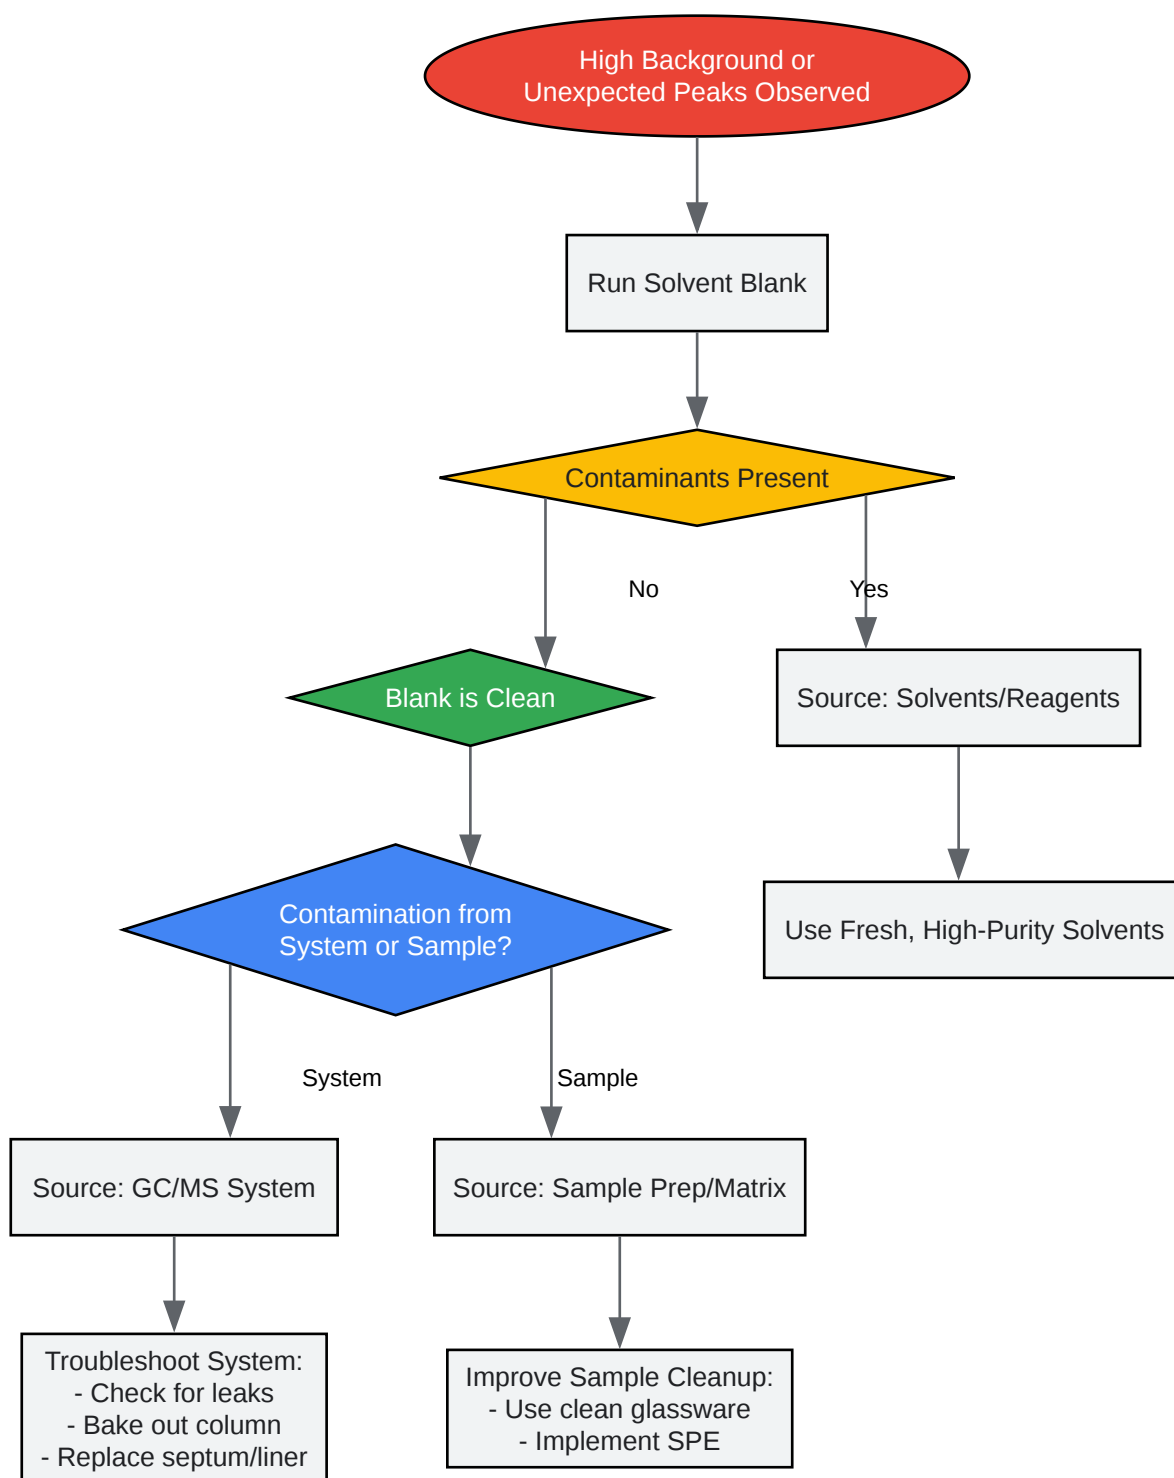 High Background or
Unexpected Peaks Observed
Run Solvent Blank
Contaminants Present
No
Yes
Blank is Clean
Source: Solvents/Reagents
Contamination from
System or Sample?
Use Fresh, High-Purity Solvents
System
Sample
Source: GC/MS System
Source: Sample Prep/Matrix
Troubleshoot System:
- Check for leaks
- Bake out column
- Replace septum/liner
Improve Sample Cleanup:
- Use clean glassware
- Implement SPE